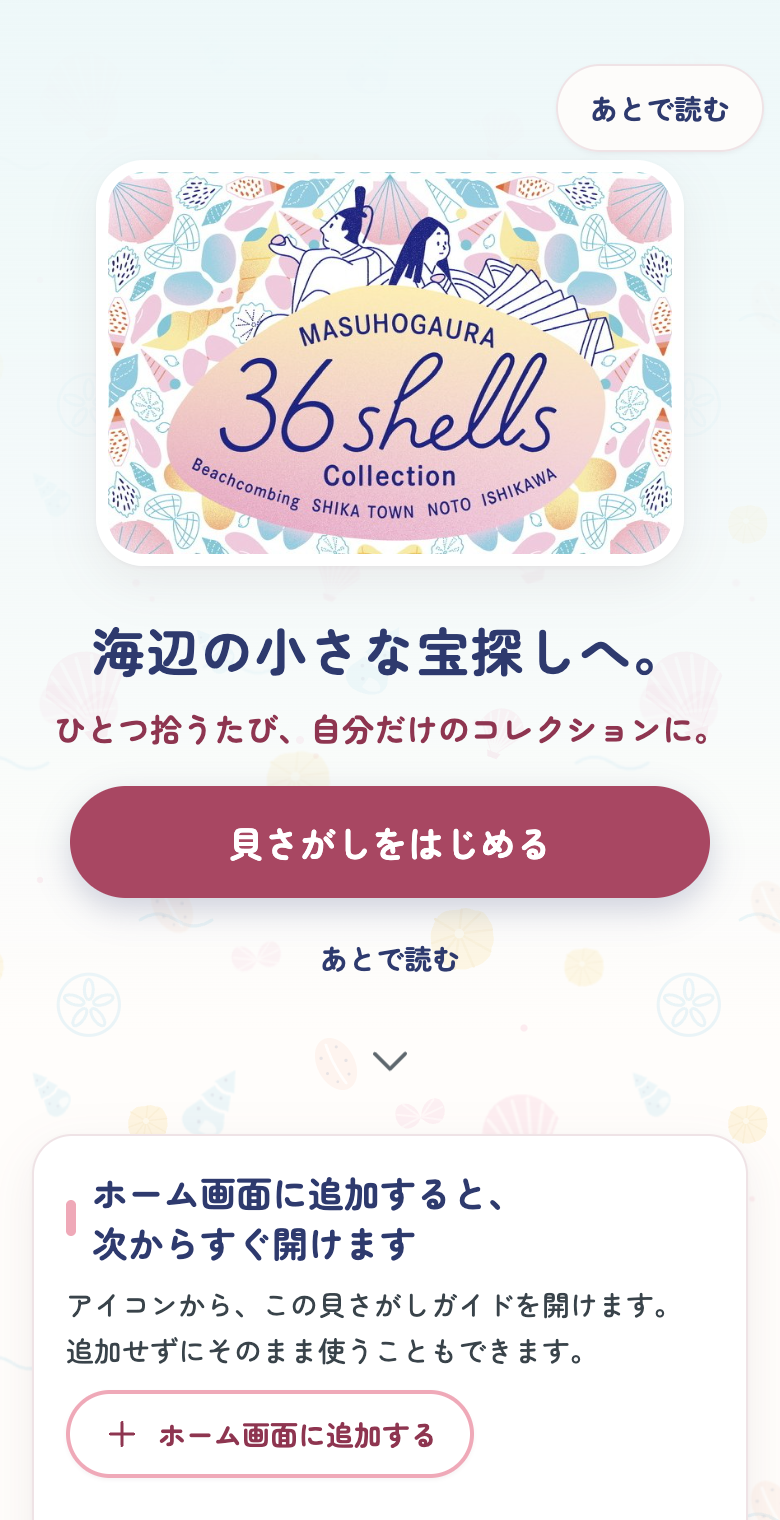 あとで読む
MASUHOGAURA
36 shells
Collection
Beachcombing SHIKA TOWN NOTO ISHIKAWA
海辺の小さな宝探しへ。
ひとつ拾うたび、自分だけのコレクションに。
貝さがしをはじめる
あとで読む
ホーム画面に追加すると、
次からすぐ開けます
アイコンから、この貝さがしガイドを開けます。
追加せずにそのまま使うこともできます。
＋ ホーム画面に追加する